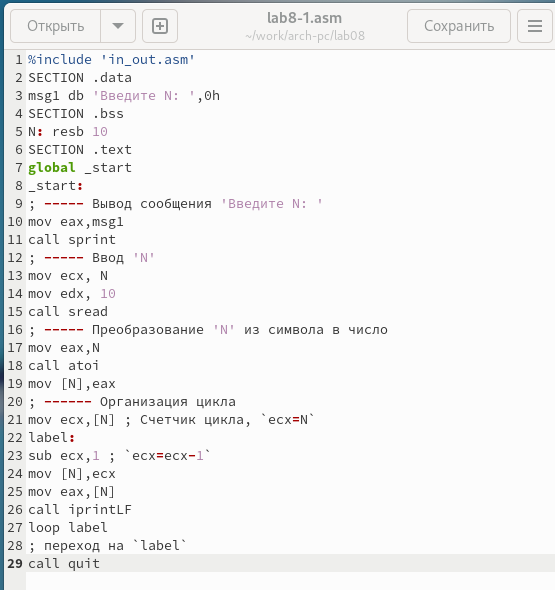 Открыть
lab8-1.asm
~/work/arch-pc/lab08
Сохранить
1 %include 'in_out.asm'
2 SECTION .data
3 msg1 db 'Введите N: ',0h
4 SECTION .bss
5 N: resb 10
6 SECTION .text
7 global _start
8 _start:
9 ; ----- Вывод сообщения 'Введите N: '
10 mov eax,msg1
11 call sprint
12 ; ----- Ввод 'N'
13 mov ecx, N
14 mov edx, 10
15 call sread
16 ; ----- Преобразование 'N' из символа в число
17 mov eax,N
18 call atoi
19 mov [N],eax
20 ; ------ Организация цикла
21 mov ecx,[N] ; Счетчик цикла, `ecx=N`
22 label:
23 sub ecx,1 ; `ecx=ecx-1`
24 mov [N],ecx
25 mov eax,[N]
26 call iprintLF
27 loop label
28 ; переход на `label`
29 call quit